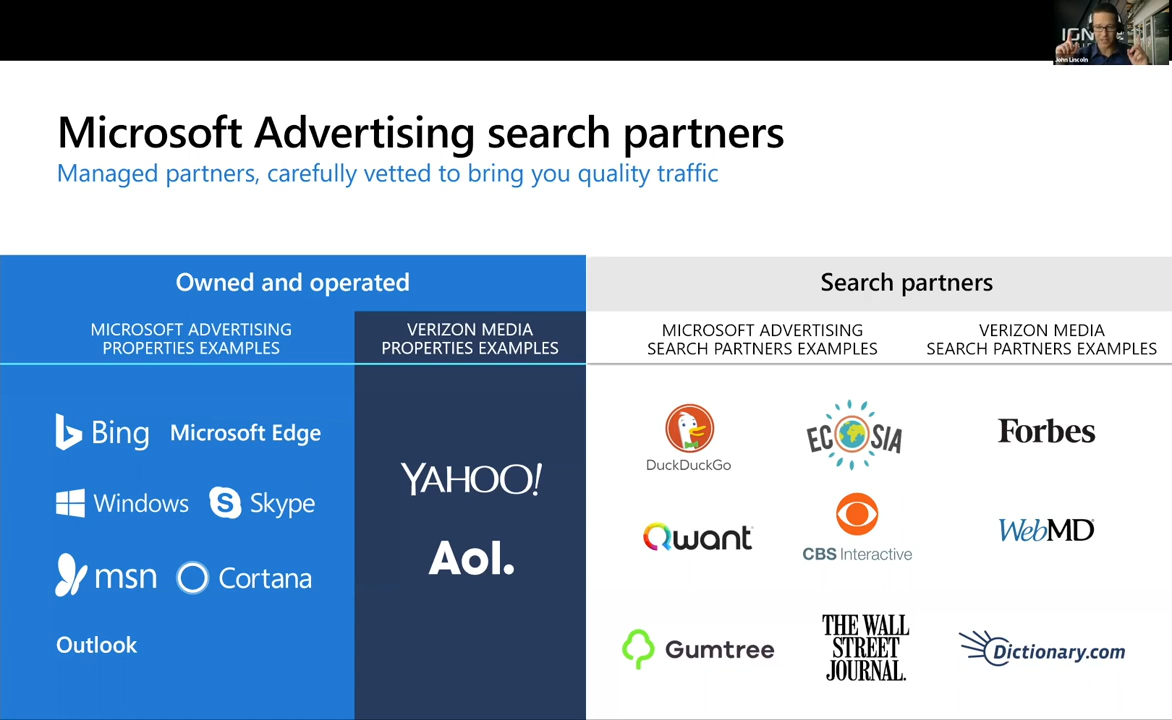 IGN
John Lincoln
Microsoft Advertising search partners
Managed partners, carefully vetted to bring you quality traffic
Owned and operated
Search partners
MICROSOFT ADVERTISING
PROPERTIES EXAMPLES
VERIZON MEDIA
PROPERTIES EXAMPLES
MICROSOFT ADVERTISING
SEARCH PARTNERS EXAMPLES
VERIZON MEDIA
SEARCH PARTNERS EXAMPLES
Bing
Microsoft Edge
Windows
Skype
msn
Cortana
Outlook
YAHOO!
Aol.
DuckDuckGo
ECOSIA
Qwant
CBS Interactive
Gumtree
THE WALL
STREET
JOURNAL.
Forbes
WebMD
Dictionary.com